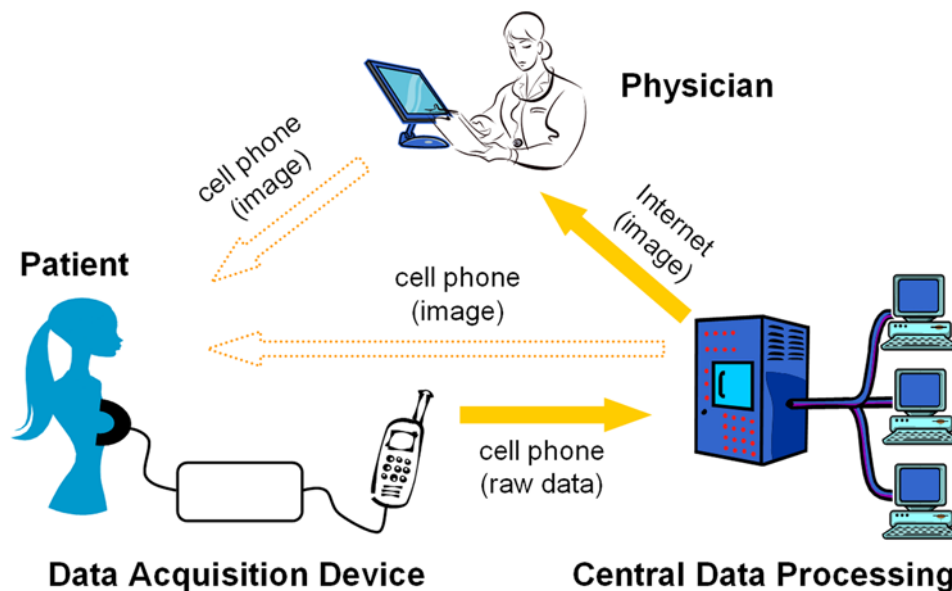 Physician
cell phone
(image)
Internet
(image)
Patient
cell phone
(image)
cell phone
(raw data)
Data Acquisition Device
Central Data Processing